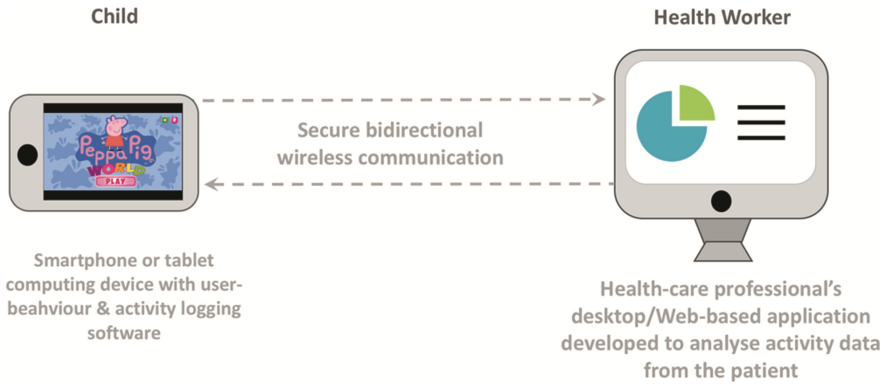 Child
Health Worker
Peppa Pig
WORLD
PLAY
Secure bidirectional
wireless communication
Smartphone or tablet
computing device with user-
beahviour & activity logging
software
Health-care professional's
desktop/Web-based application
developed to analyse activity data
from the patient